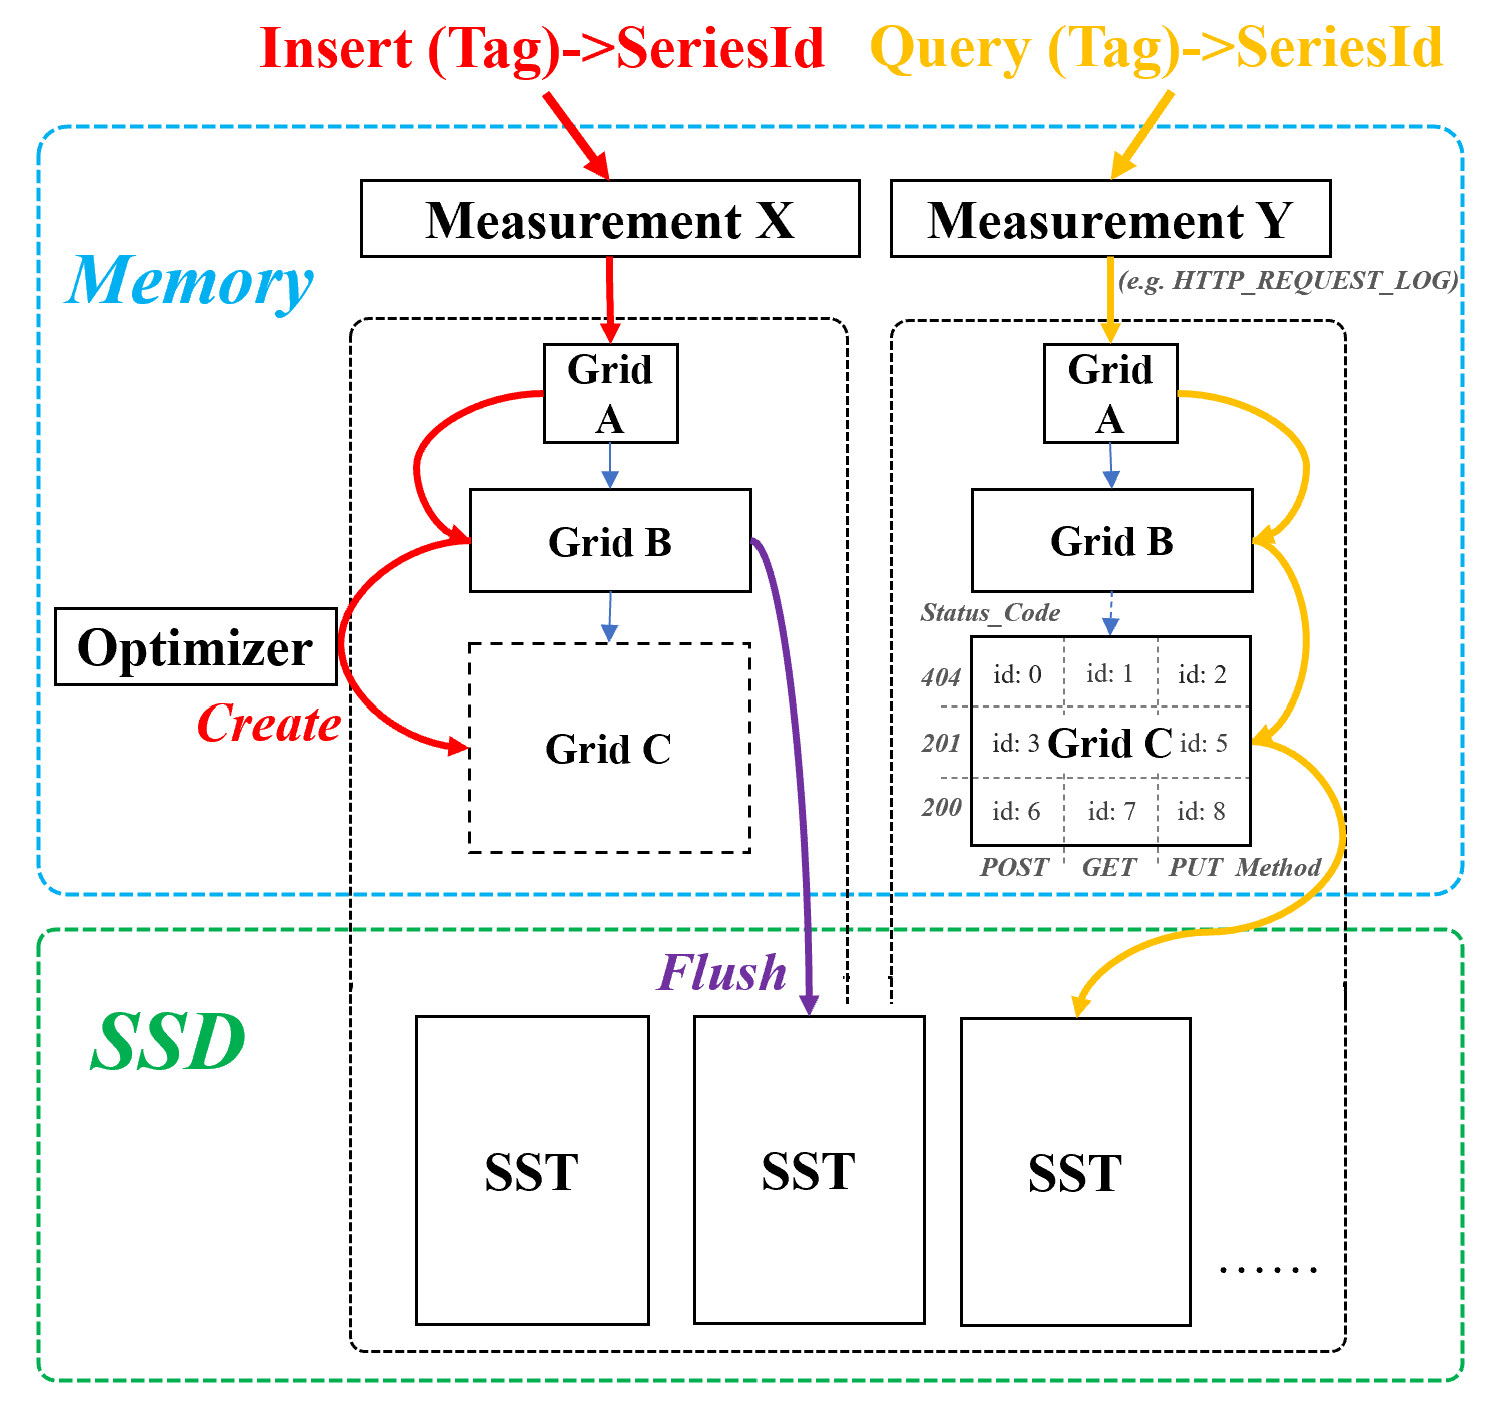 Insert (Tag)->SeriesId
Query (Tag)->SeriesId
Measurement X
Measurement Y
(e.g. HTTP_REQUEST_LOG)
Memory
Grid
A
Grid
A
Grid B
Grid B
Optimizer
Create
Grid C
Status_Code
404
id: 0
id: 1
id: 2
201
id: 3
Grid C
id: 5
200
id: 6
id: 7
id: 8
POST
GET
PUT
Method
Flush
SSD
SST
SST
SST
......